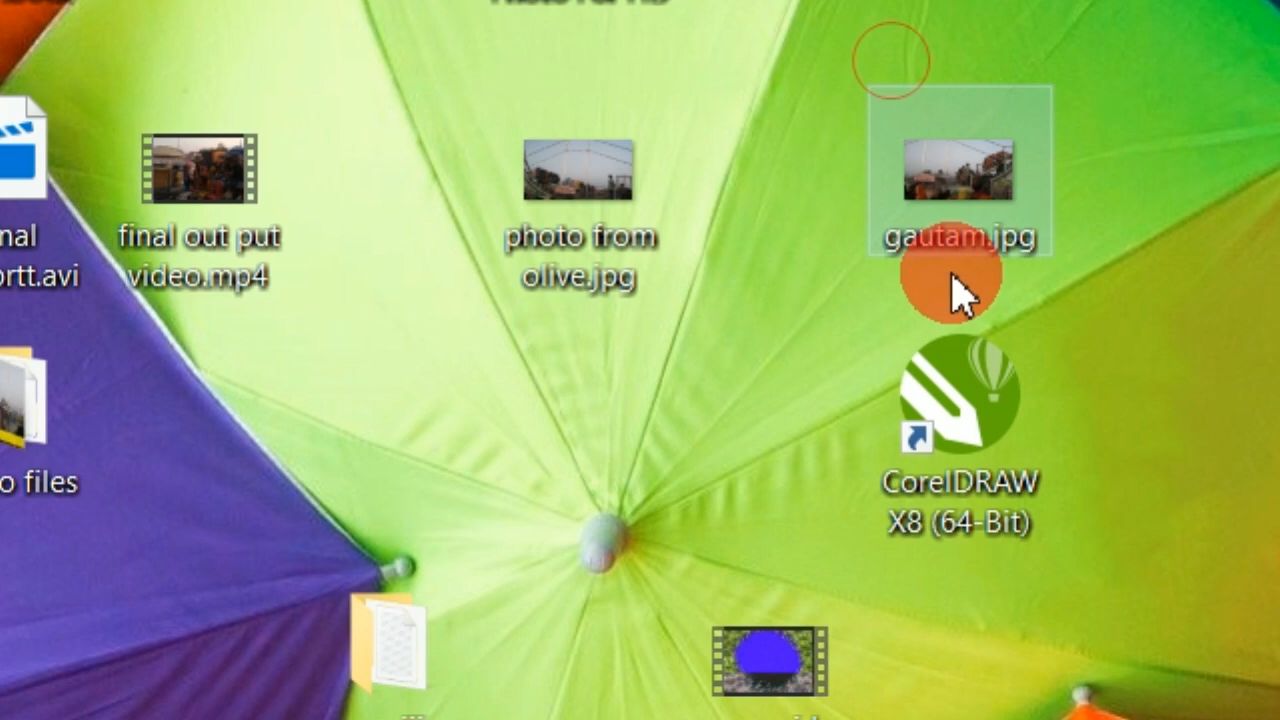 final out put
video.mp4
photo from
olive.jpg
gautam.jpg
nal
ortt.avi
o files
CorelDRAW
X8 (64-Bit)